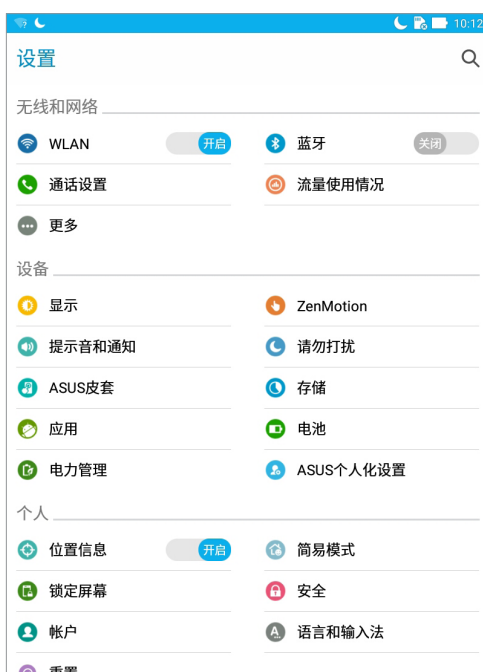 10:12
设置
无线和网络
WLAN 开启 蓝牙 关闭
通话设置 流量使用情况
更多
设备
显示 ZenMotion
提示音和通知 请勿打扰
ASUS皮套 存储
应用 电池
电力管理 ASUS个人化设置
个人
位置信息 开启 简易模式
锁定屏幕 安全
帐户 语言和输入法
重置